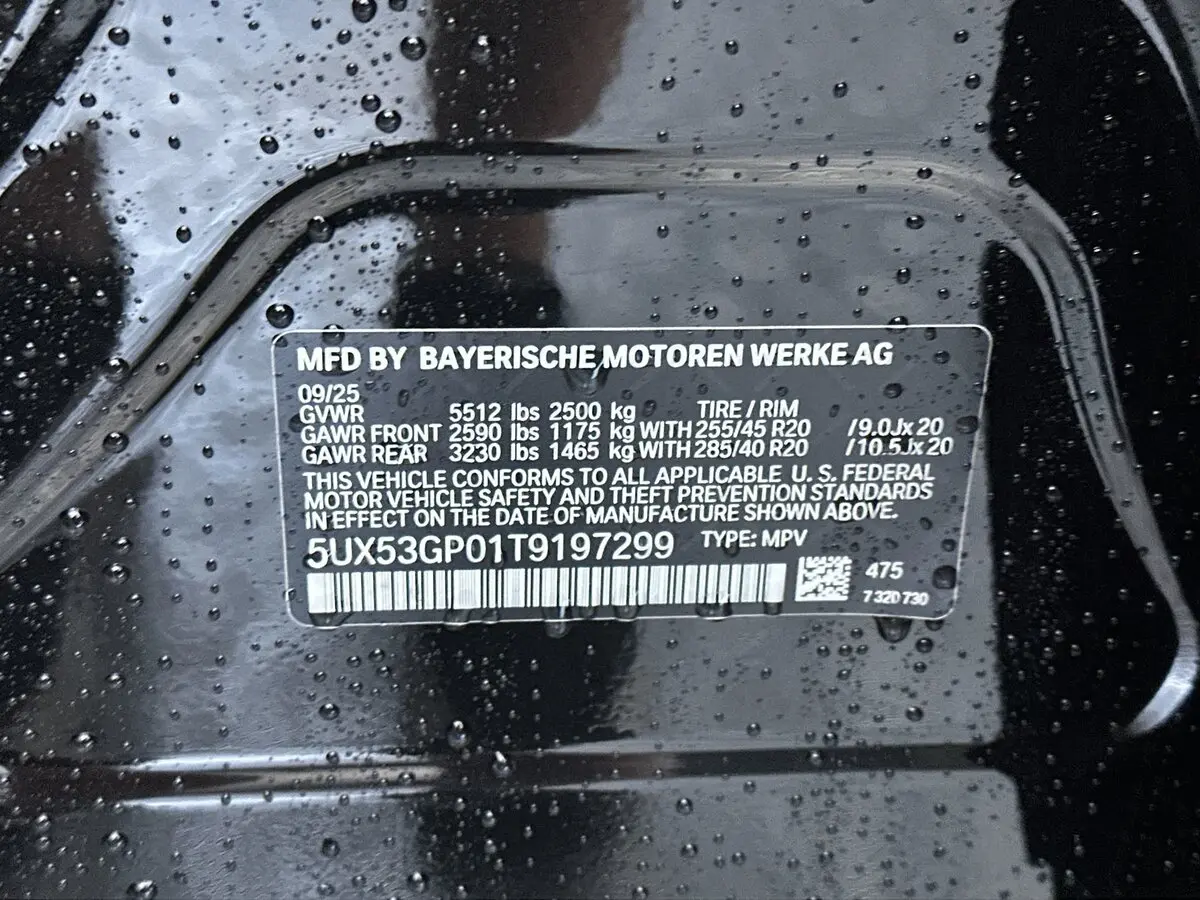 MFD BY BAYERISCHE MOTOREN WERKE AG
09/25
GVWR 5512 lbs 2500 kg TIRE / RIM
GAWR FRONT 2590 lbs 1175 kg WITH 255/45 R20 /9.0Jx20
GAWR REAR 3230 lbs 1465 kg WITH 285/40 R20 /10.5Jx20
THIS VEHICLE CONFORMS TO ALL APPLICABLE U. S. FEDERAL
MOTOR VEHICLE SAFETY AND THEFT PREVENTION STANDARDS
IN EFFECT ON THE DATE OF MANUFACTURE SHOWN ABOVE.
5UX53GP01T9197299 TYPE: MPV
475
7320730